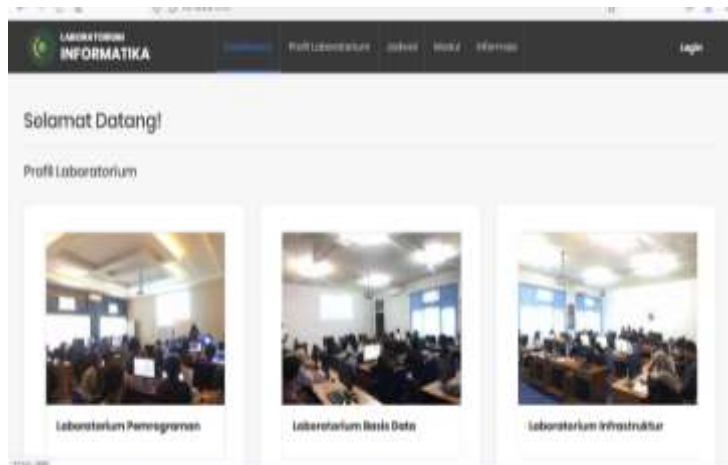 LABORATORIUM
INFORMATIKA
Dashboard Profil Laboratorium Jadwal Modul Informasi Login
Selamat Datang!
Profil Laboratorium
Laboratorium Pemrograman Laboratorium Basis Data Laboratorium Infrastruktur